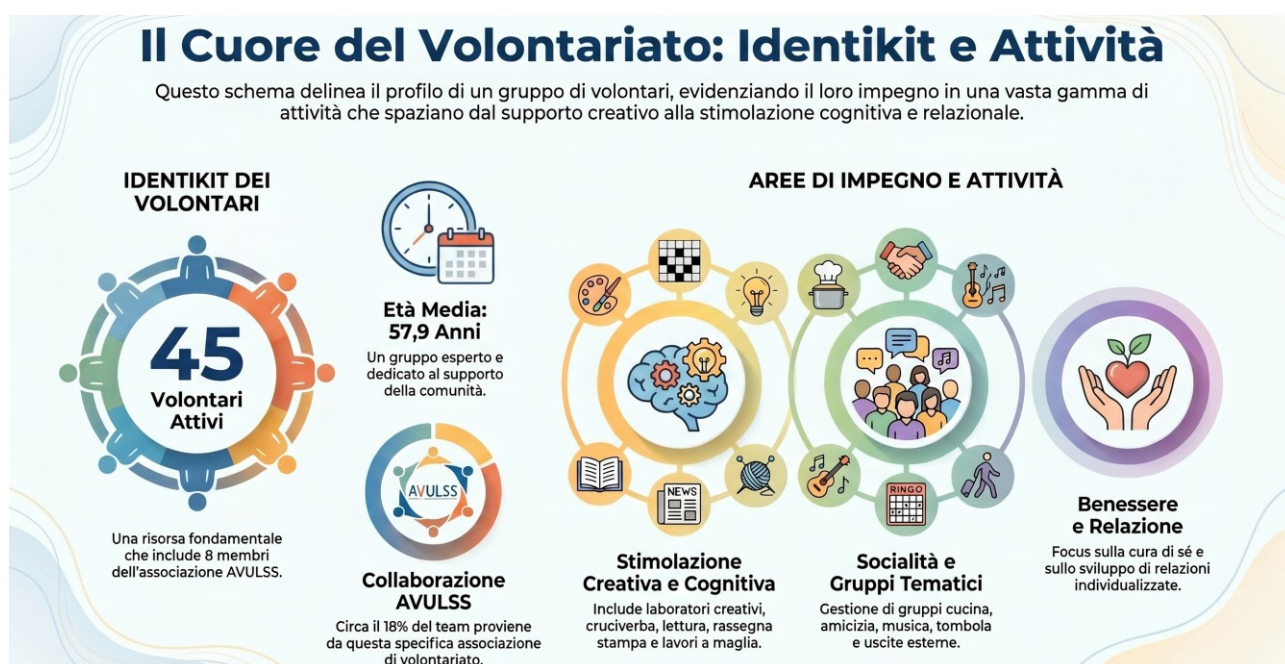 Il Cuore del Volontariato: Identikit e Attività
Questo schema delinea il profilo di un gruppo di volontari, evidenziando il loro impegno in una vasta gamma di
attività che spaziano dal supporto creativo alla stimolazione cognitiva e relazionale.
IDENTIKIT DEI
VOLONTARI
45
Volontari
Attivi
Una risorsa fondamentale
che include 8 membri
dell'associazione AVULSS.
Età Media:
57,9 Anni
Un gruppo esperto e
dedicato al supporto
della comunità.
AVULSS
Collaborazione
AVULSS
Circa il 18% del team proviene
da questa specifica associazione
di volontariato.
AREE DI IMPEGNO E ATTIVITÀ
NEWS
Stimolazione
Creativa e Cognitiva
Include laboratori creativi,
cruciverba, lettura, rassegna
stampa e lavori a maglia.
RINGO
Socialità e
Gruppi Tematici
Gestione di gruppi cucina,
amicizia, musica, tombola
e uscite esterne.
Benessere
e Relazione
Focus sulla cura di sé e
sullo sviluppo di relazioni
individualizzate.